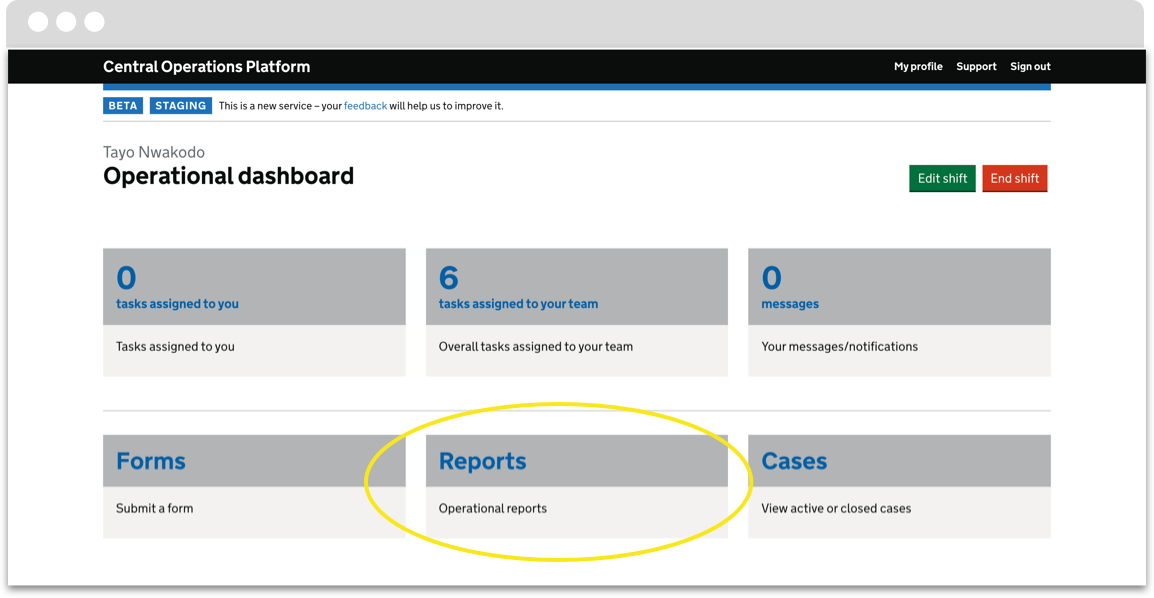 Central Operations Platform My profile Support Sign out
BETA STAGING This is a new service – your feedback will help us to improve it.
Tayo Nwakodo
Operational dashboard
Edit shift End shift
0
tasks assigned to you
Tasks assigned to you
6
tasks assigned to your team
Overall tasks assigned to your team
0
messages
Your messages/notifications
Forms
Submit a form
Reports
Operational reports
Cases
View active or closed cases